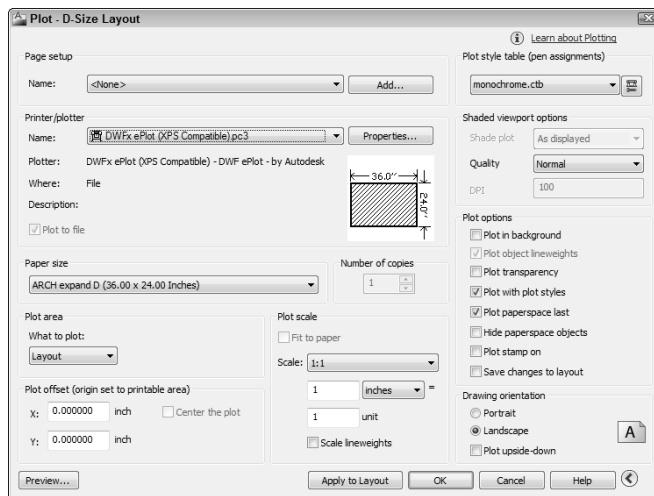 Plot - D-Size Layout
Learn about Plotting
Page setup
Name:
<None>
Add...
Plot style table (pen assignments)
monochrome.ctb
Printer/plotter
Name:
DWFx ePlot (XPS Compatible).pc3
Properties...
Plotter:
DWFx ePlot (XPS Compatible) - DWF ePlot - by Autodesk
Where:
File
Description:
Plot to file
36.0''
24.0''
Shaded viewport options
Shade plot
As displayed
Quality
Normal
DPI
100
Paper size
ARCH expand D (36.00 x 24.00 Inches)
Number of copies
1
Plot options
Plot in background
Plot object lineweights
Plot transparency
Plot with plot styles
Plot paperspace last
Hide paperspace objects
Plot stamp on
Save changes to layout
Plot area
What to plot:
Layout
Plot scale
Fit to paper
Scale:
1:1
1
inches
=
1
unit
Scale lineweights
Plot offset (origin set to printable area)
X:
0.000000
inch
Center the plot
Y:
0.000000
inch
Drawing orientation
Portrait
Landscape
Plot upside-down
A
Preview...
Apply to Layout
OK
Cancel
Help